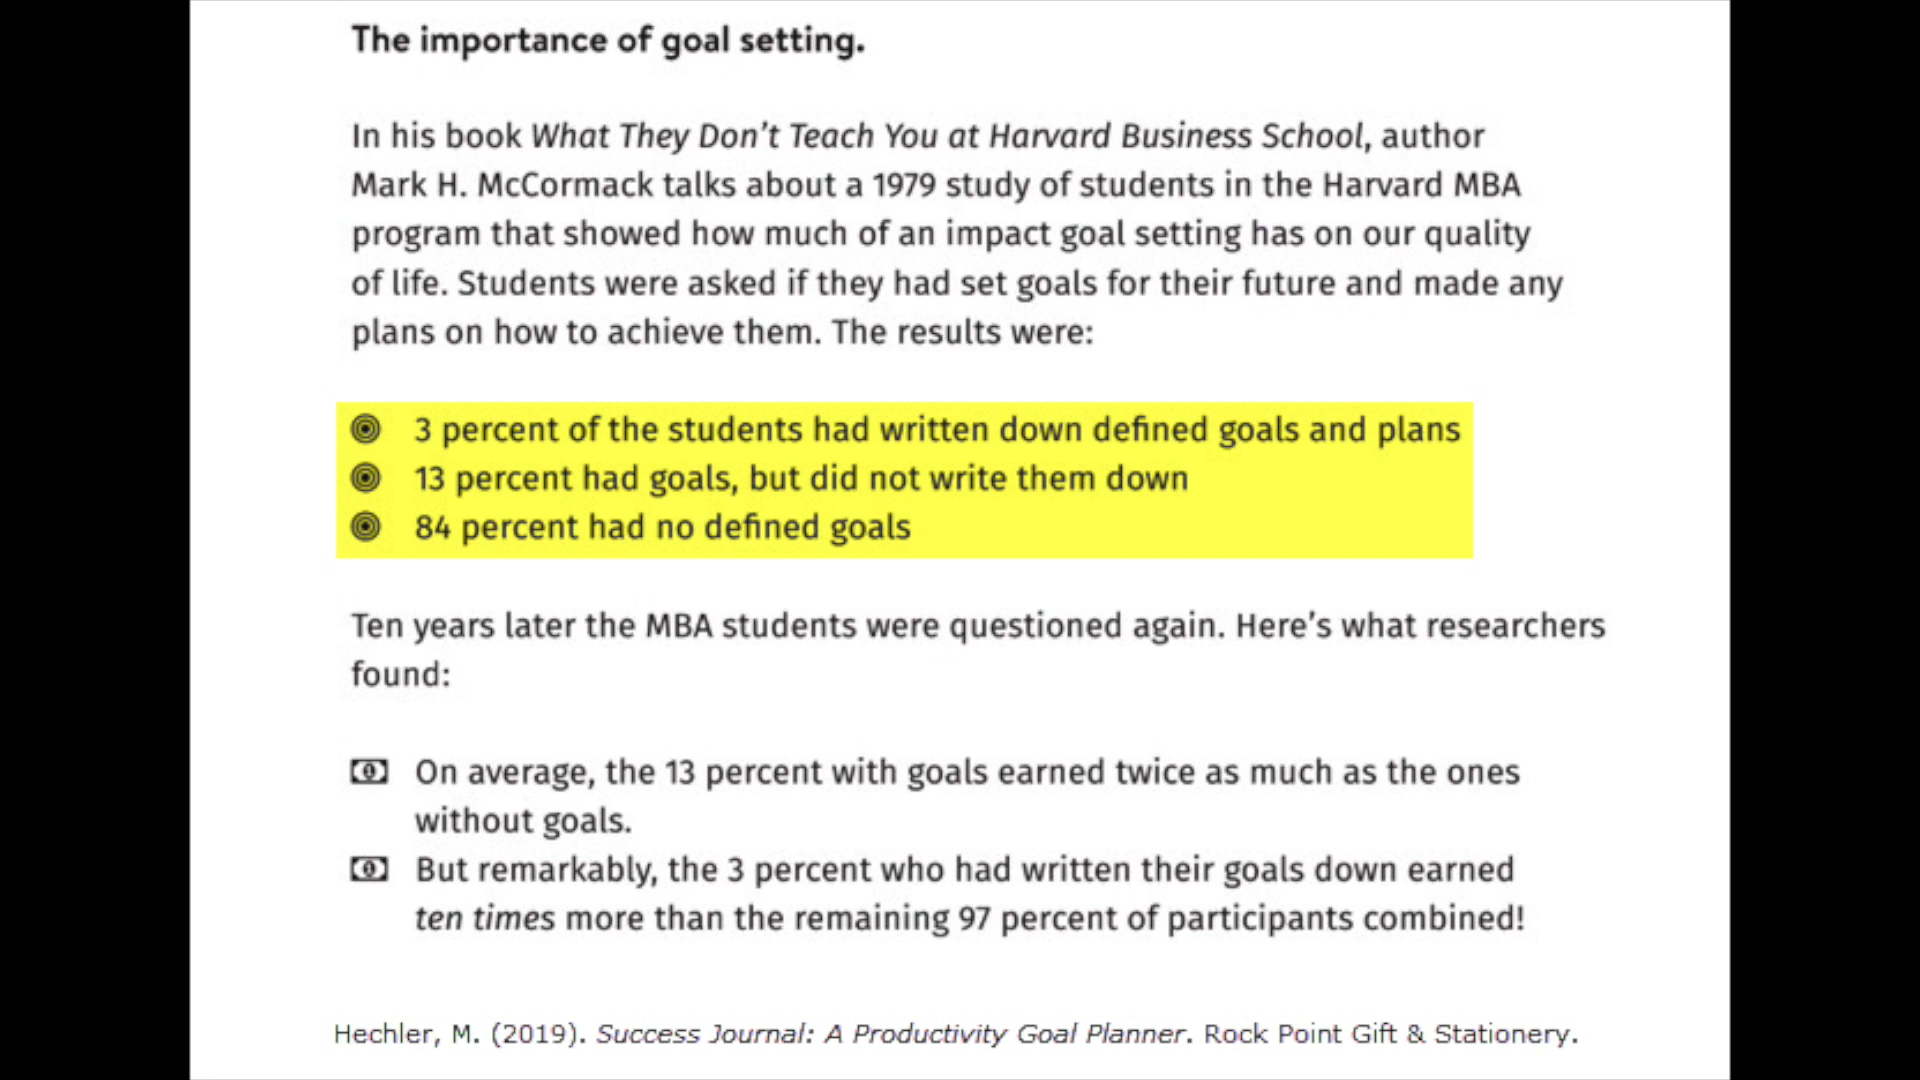 The importance of goal setting.
In his book What They Don't Teach You at Harvard Business School, author
Mark H. McCormack talks about a 1979 study of students in the Harvard MBA
program that showed how much of an impact goal setting has on our quality
of life. Students were asked if they had set goals for their future and made any
plans on how to achieve them. The results were:
3 percent of the students had written down defined goals and plans
13 percent had goals, but did not write them down
84 percent had no defined goals
Ten years later the MBA students were questioned again. Here's what researchers
found:
On average, the 13 percent with goals earned twice as much as the ones
without goals.
But remarkably, the 3 percent who had written their goals down earned
ten times more than the remaining 97 percent of participants combined!
Hechler, M. (2019). Success Journal: A Productivity Goal Planner. Rock Point Gift & Stationery.